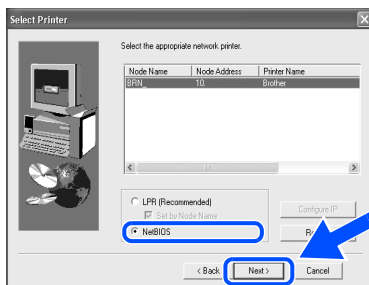 Select Printer
Select the appropriate network printer.
Node Name Node Address Printer Name
BRN_ 10. Brother
LPR (Recommended)
Set by Node Name
Configure IP
NetBIOS
< Back Next > Cancel